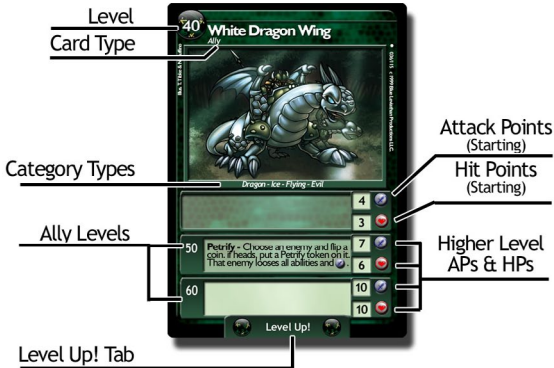 Level
Card Type
40
White Dragon Wing
Ally
Attack Points
(Starting)
Hit Points
(Starting)
Category Types
Dragon - Ice - Flying - Evil
4
3
Ally Levels
50
Petrify - Choose an enemy and flip a
coin. if heads, put a Petrify token on it.
That enemy looses all abilities and
7
6
Higher Level
APs & HPs
60
10
10
Level Up!
Level Up! Tab